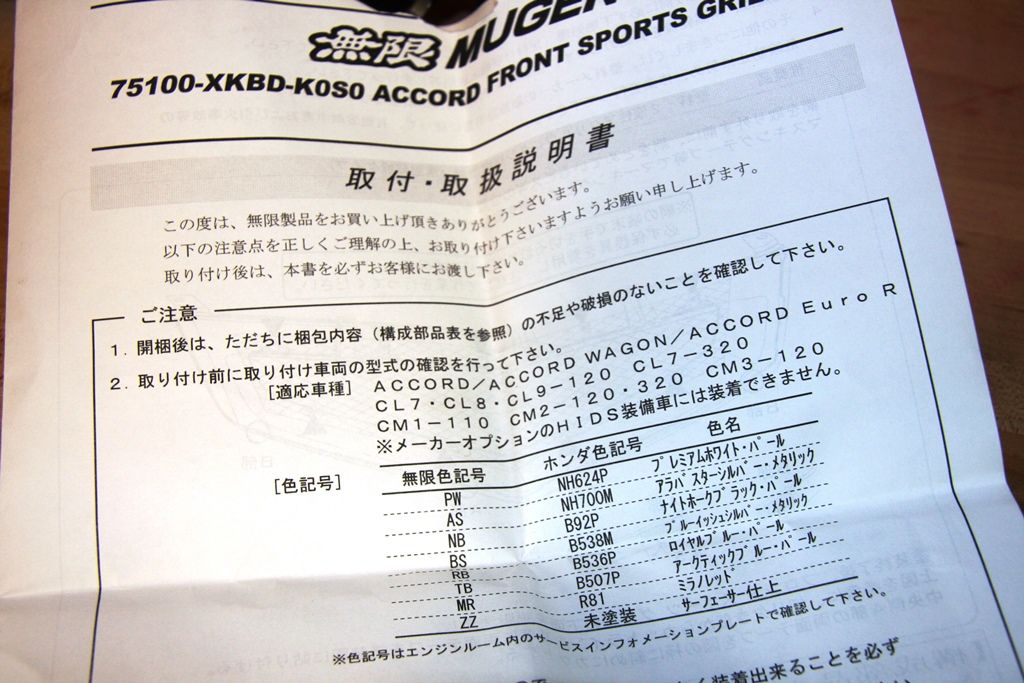 無限 MUGEN
75100-XKBD-K0S0 ACCORD FRONT SPORTS
取付・取扱説明書
この度は、無限製品をお買い上げ頂きありがとうございます。
以下の注意点を正しくご理解の上、お取り付け下さいますようお願い申し上げます。
取り付け後は、本書を必ずお客様にお渡し下さい。
ご注意
1. 開梱後は、ただちに梱包内容（構成部品表を参照）の不足や破損のないことを確認して下さい。
2. 取り付け前に取り付け車両の型式の確認を行って下さい。
[適応車種] ACCORD/ACCORD WAGON/ACCORD Euro R
CL7・CL8・CL9-120 CL7-320
CM1-110 CM2-120・320 CM3-120
※メーカーオプションのHIDS装備車には装着できません。
[色記号] 無限色記号 ホンダ色記号 色名
PW NH624P プレミアムホワイト・パール
AS NH700M アラバスターシルバー・メタリック
NB B92P ナイトホークブラック・パール
BS B538M ブルーイッシュシルバー・メタリック
RB B536P ロイヤルブルー・パール
TB B507P アークティックブルー・パール
MR R81 ミラノレッド
ZZ 未塗装 サーフェーサー仕上
※色記号はエンジンルーム内のサービスインフォメーションプレートで確認して下さい。
装着出来ることを必ず